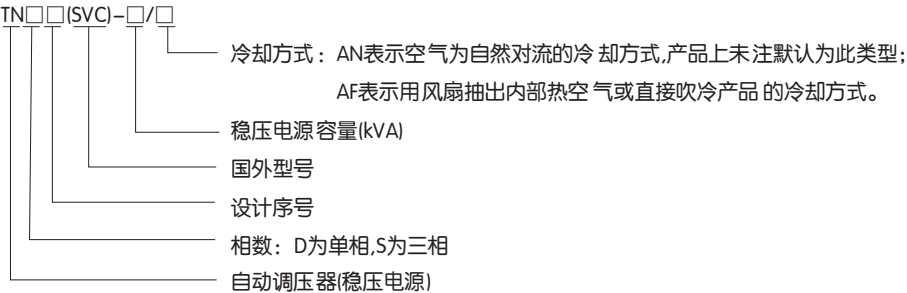 TN□□(SVC)-□/□
冷却方式：AN表示空气为自然对流的冷却方式,产品上未注默认为此类型；
AF表示用风扇抽出内部热空气或直接吹冷产品的冷却方式。
稳压电源容量(kVA)
国外型号
设计序号
相数：D为单相,S为三相
自动调压器(稳压电源)